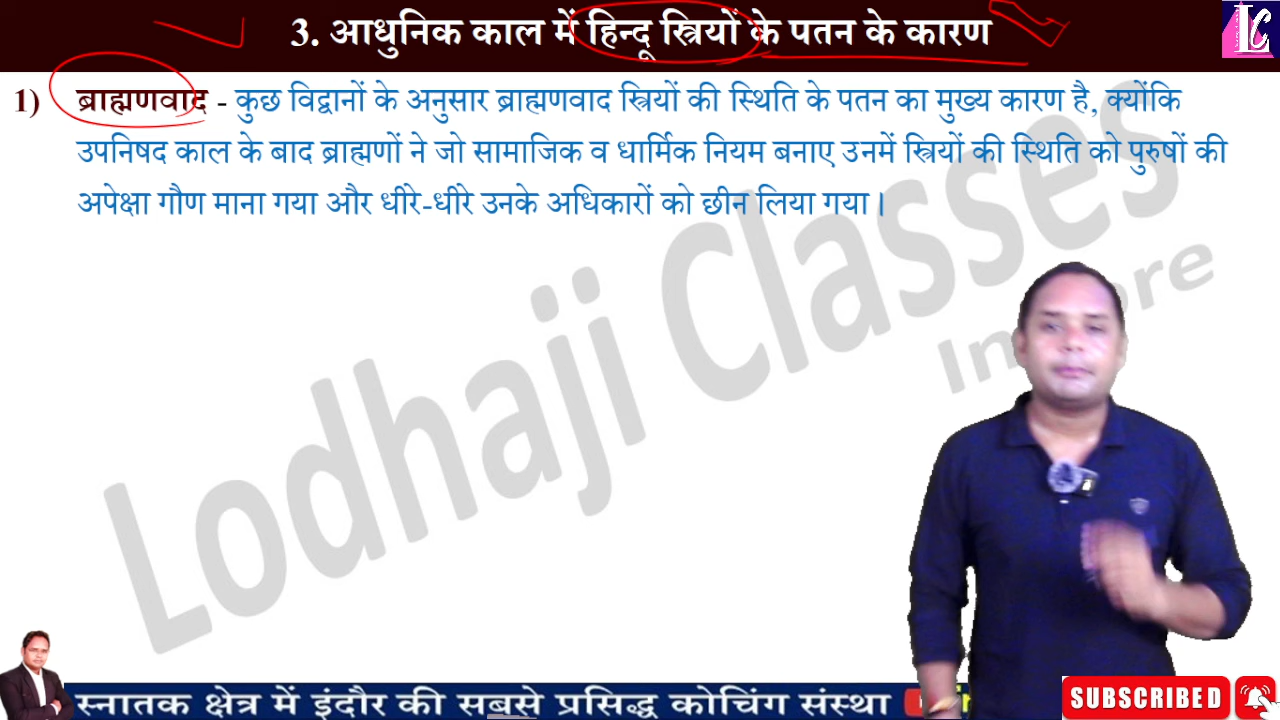 3. आधुनिक काल में हिन्दू स्त्रियों के पतन के कारण
LC
1) ब्राह्मणवाद - कुछ विद्वानों के अनुसार ब्राह्मणवाद स्त्रियों की स्थिति के पतन का मुख्य कारण है, क्योंकि
उपनिषद काल के बाद ब्राह्मणों ने जो सामाजिक व धार्मिक नियम बनाए उनमें स्त्रियों की स्थिति को पुरुषों की
अपेक्षा गौण माना गया और धीरे-धीरे उनके अधिकारों को छीन लिया गया।
Lodhaji Classes
स्नातक क्षेत्र में इंदौर की सबसे प्रसिद्ध कोचिंग संस्था
SUBSCRIBED